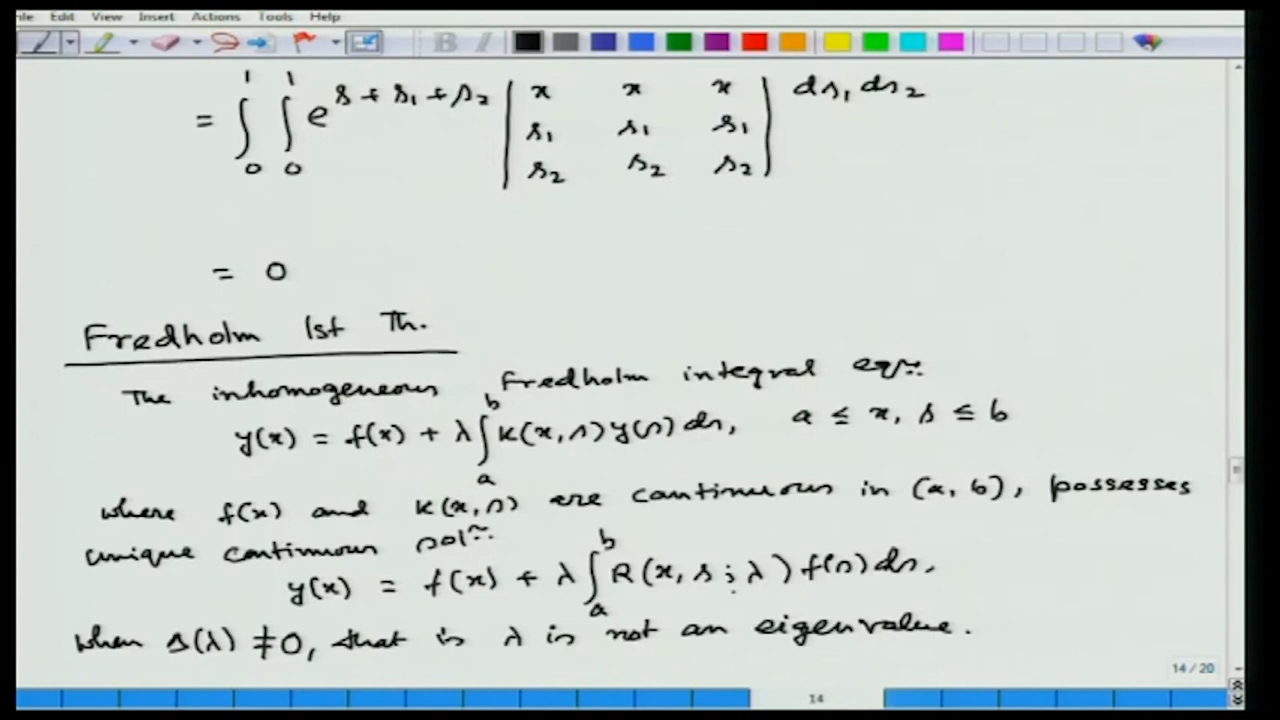 File Edit View Insert Actions Tools Help
= ∫₀¹ ∫₀¹ e^{s + s₁ + s₂} | x x x | ds₁ ds₂
| s₁ s₁ s₁ |
| s₂ s₂ s₂ |
= 0
Fredholm Ist Th.
The inhomogeneous Fredholm integral eqn.
y(x) = f(x) + λ ∫ₐᵇ K(x, s) y(s) ds, a ≤ x, s ≤ b
where f(x) and K(x, s) are continuous in (a, b), possesses
unique continuous soln.
y(x) = f(x) + λ ∫ₐᵇ R(x, s ; λ) f(s) ds,
when Δ(λ) ≠ 0, that is λ is not an eigenvalue.
14 / 20
14